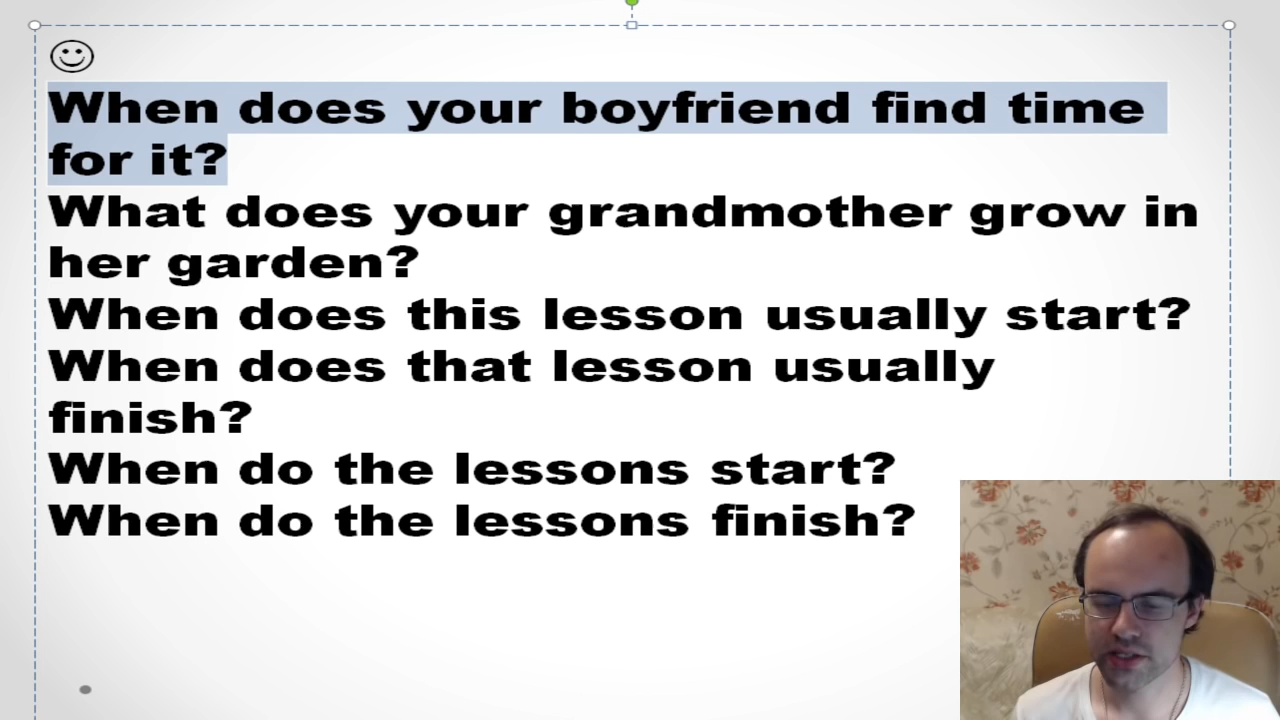 When does your boyfriend find time
for it?
What does your grandmother grow in
her garden?
When does this lesson usually start?
When does that lesson usually
finish?
When do the lessons start?
When do the lessons finish?